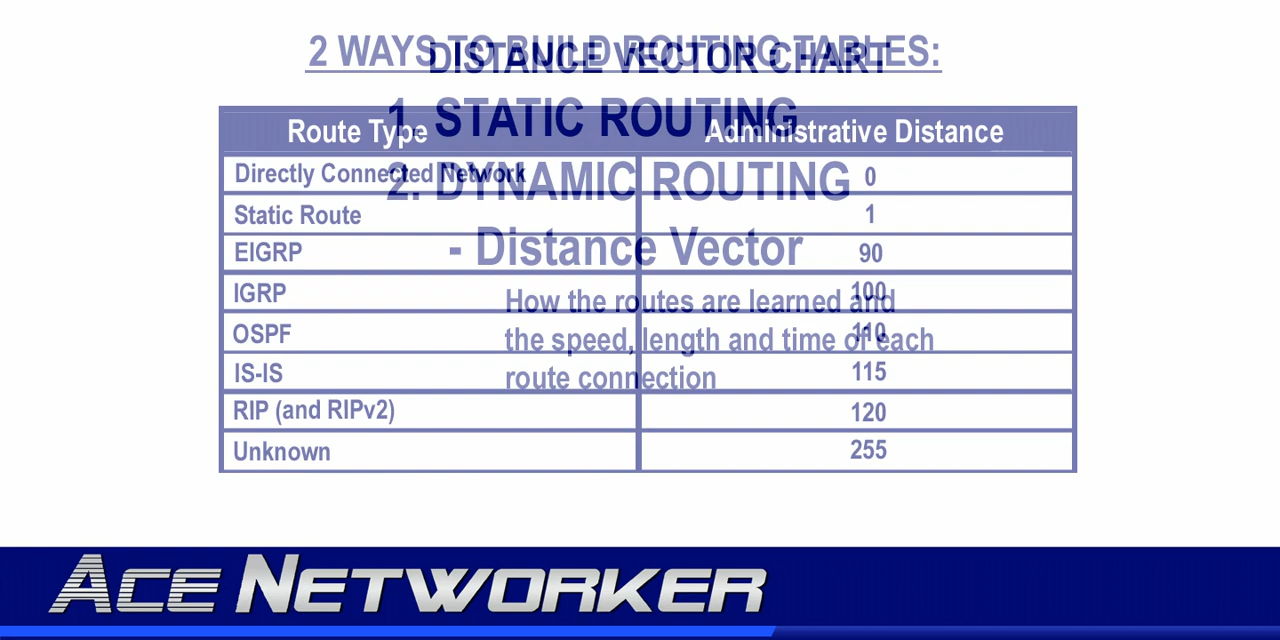 2 WAYS TO BUILD ROUTING TABLES:
DISTANCE VECTOR CHART
1. STATIC ROUTING
2. DYNAMIC ROUTING
- Distance Vector
How the routes are learned and
the speed, length and time of each
route connection
Route Type Administrative Distance
Directly Connected Network 0
Static Route 1
EIGRP 90
IGRP 100
OSPF 110
IS-IS 115
RIP (and RIPv2) 120
Unknown 255
ACE NETWORKER